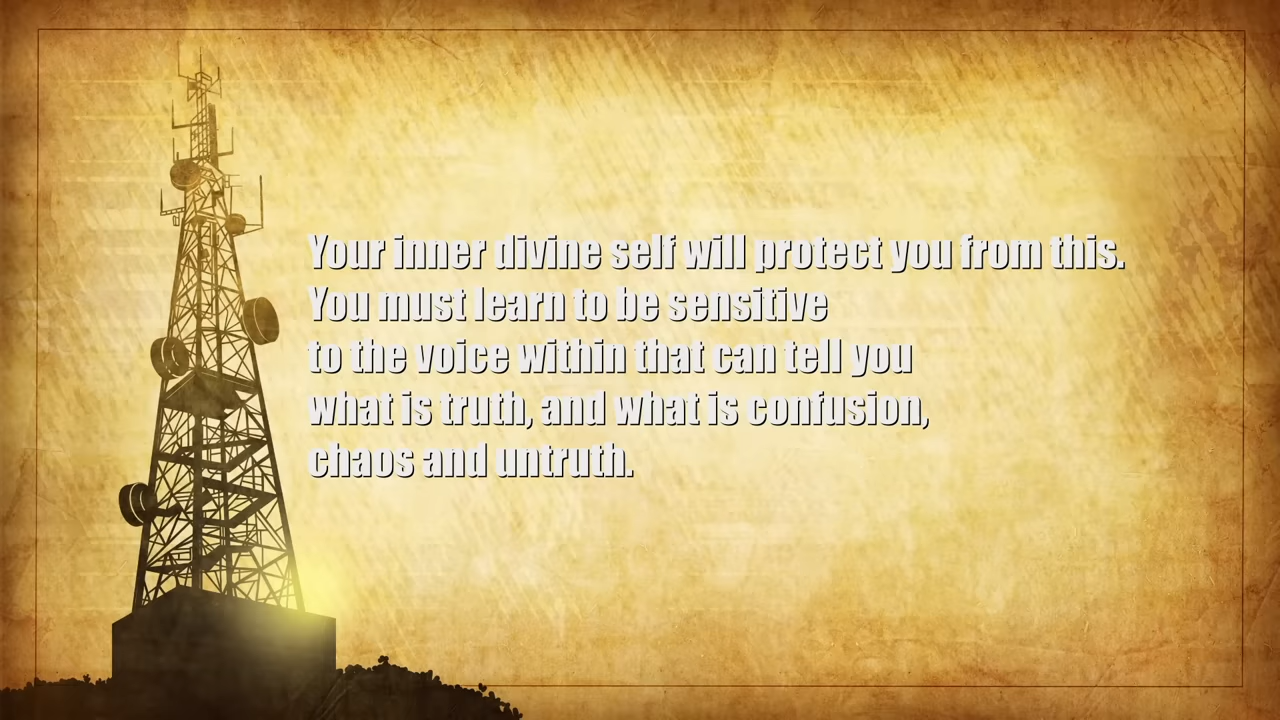 Your inner divine self will protect you from this.
You must learn to be sensitive
to the voice within that can tell you
what is truth, and what is confusion,
chaos and untruth.